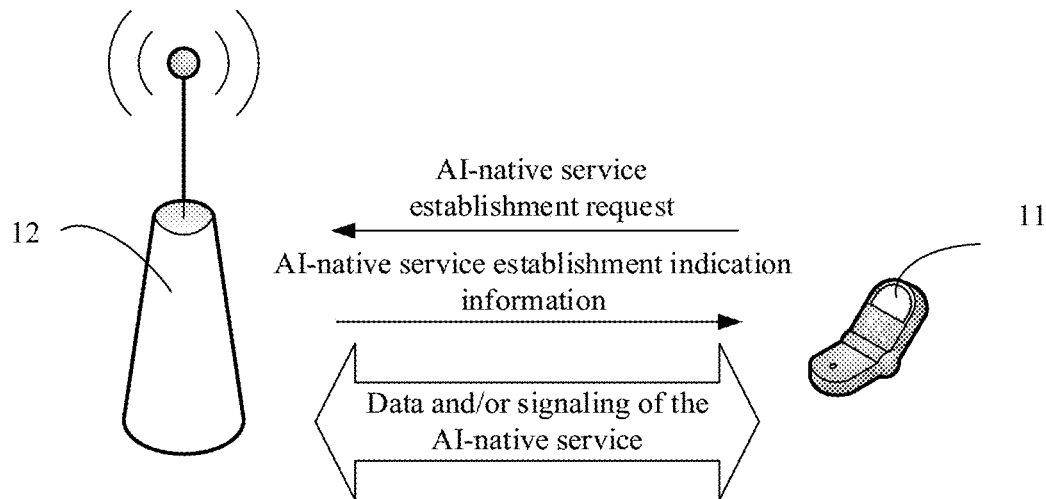 AI-native service
establishment request
11
12
AI-native service establishment indication
information
Data and/or signaling of the
AI-native service